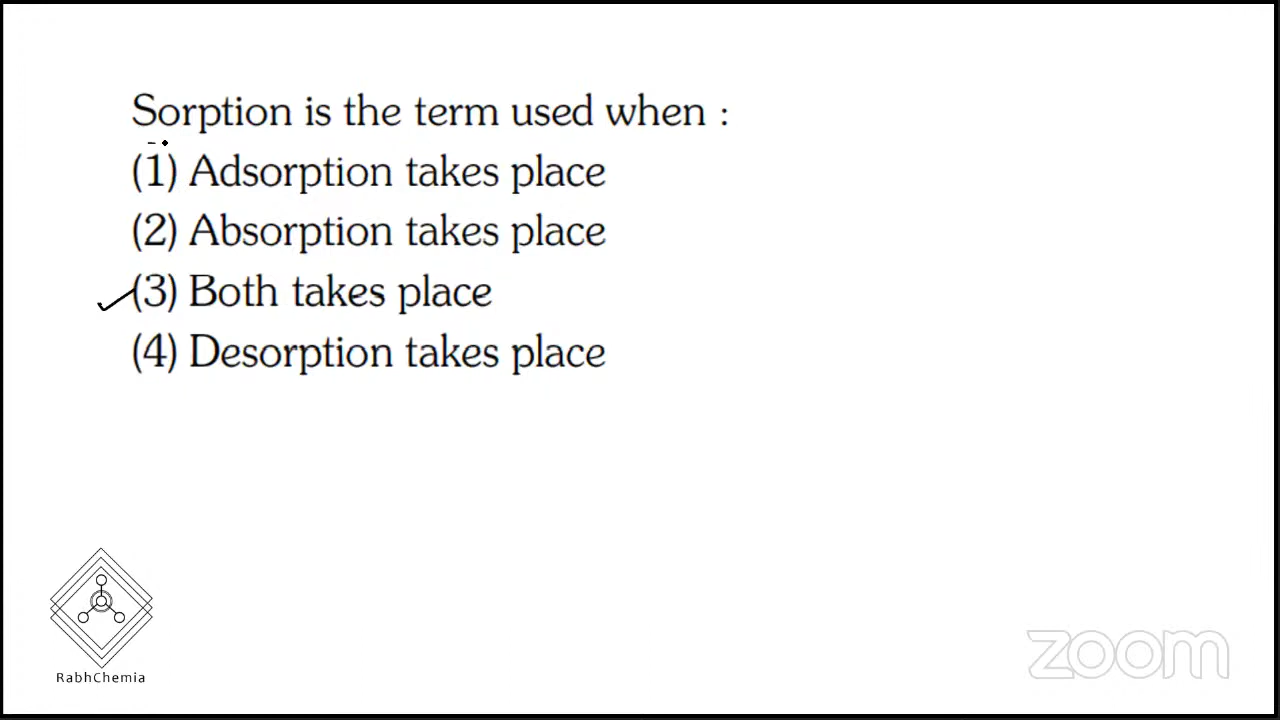 Sorption is the term used when :
(1) Adsorption takes place
(2) Absorption takes place
(3) Both takes place
(4) Desorption takes place
RabhChemia
zoom